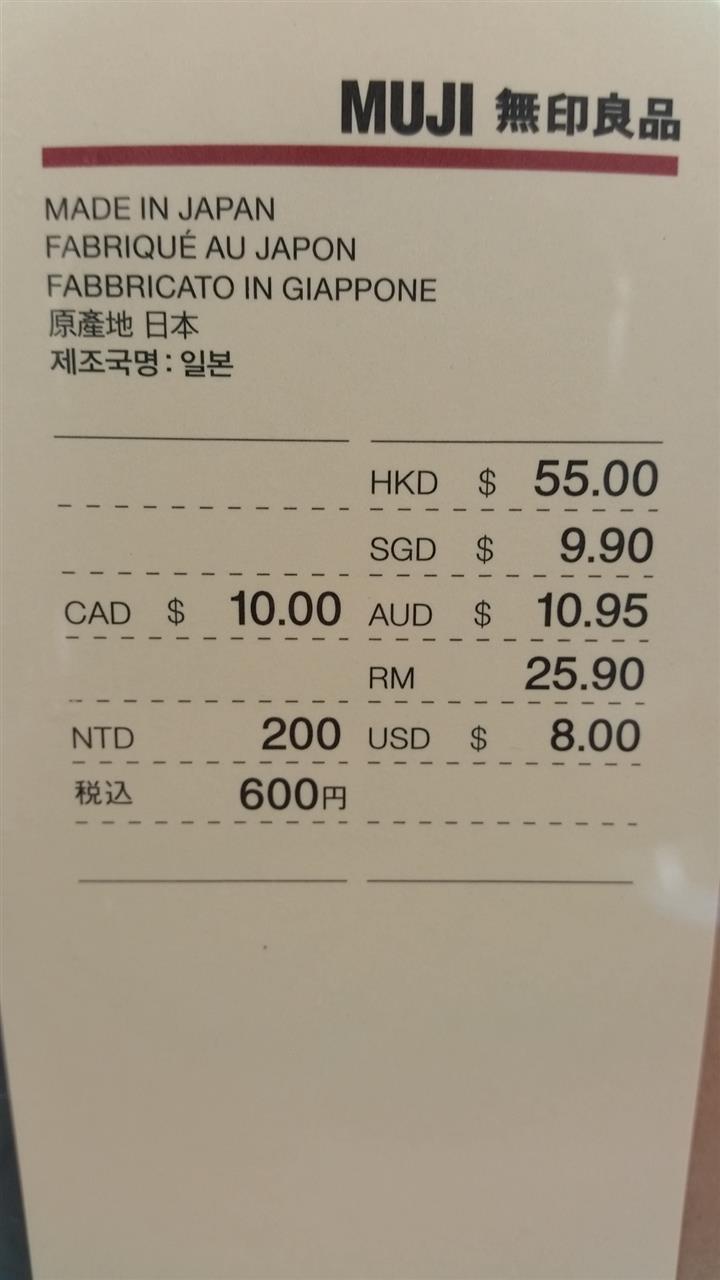 MUJI 無印良品
MADE IN JAPAN
FABRIQUÉ AU JAPON
FABBRICATO IN GIAPPONE
原產地 日本
제조국명 : 일본
HKD $ 55.00
SGD $ 9.90
CAD $ 10.00 AUD $ 10.95
RM 25.90
NTD 200 USD $ 8.00
税込 600円